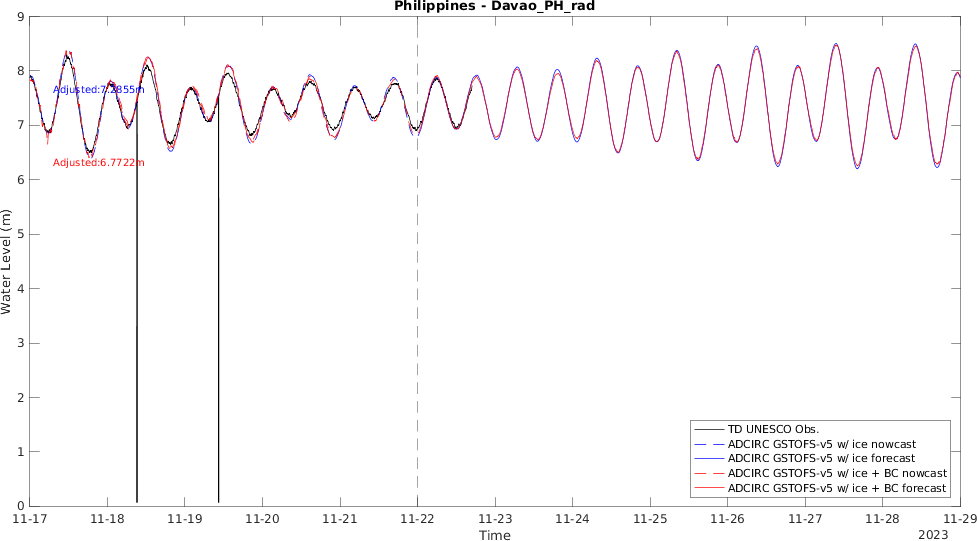 Philippines - Davao_PH_rad
Water Level (m)
9
8
7
6
5
4
3
2
1
0
Adjusted:7.2855m
Adjusted:6.7722m
TD UNESCO Obs.
ADCIRC GSTOFS-v5 w/ ice nowcast
ADCIRC GSTOFS-v5 w/ ice forecast
ADCIRC GSTOFS-v5 w/ ice + BC nowcast
ADCIRC GSTOFS-v5 w/ ice + BC forecast
11-17 11-18 11-19 11-20 11-21 11-22 11-23 11-24 11-25 11-26 11-27 11-28 11-29
Time
2023